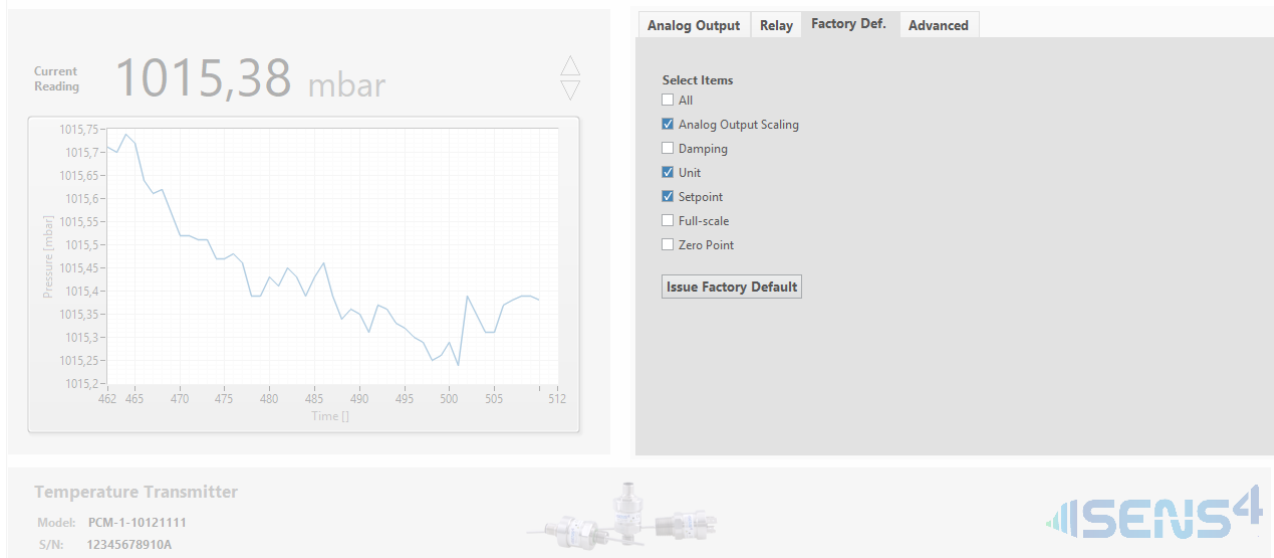 Current
Reading
1015,38 mbar
1015,75
1015,7
1015,65
1015,6
1015,55
1015,5
1015,45
1015,4
1015,35
1015,3
1015,25
1015,2
Pressure [mbar]
462 465 470 475 480 485 490 495 500 505 512
Time []
Analog Output Relay Factory Def. Advanced
Select Items
All
Analog Output Scaling
Damping
Unit
Setpoint
Full-scale
Zero Point
Issue Factory Default
Temperature Transmitter
Model: PCM-1-10121111
S/N: 12345678910A
SENS4